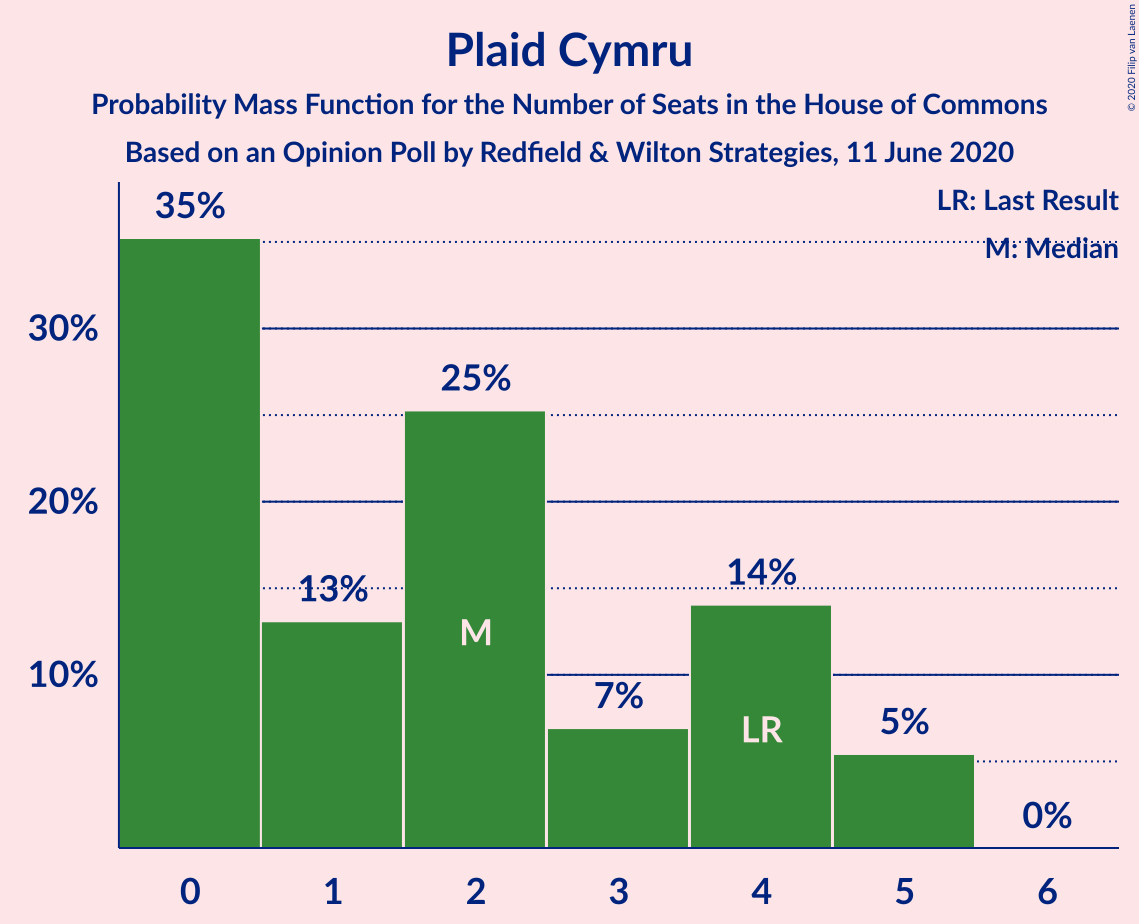 Plaid Cymru
Probability Mass Function for the Number of Seats in the House of Commons
Based on an Opinion Poll by Redfield & Wilton Strategies, 11 June 2020
© 2020 Filip van Laenen
LR: Last Result
M: Median
35%
30%
25%
20%
13%
14%
M
10%
7%
LR
5%
0%
0 1 2 3 4 5 6